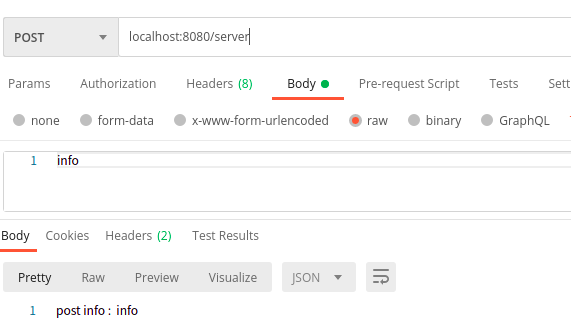 POST localhost:8080/server
Params Authorization Headers (8) Body Pre-request Script Tests Sett
none form-data x-www-form-urlencoded raw binary GraphQL
1 info
Body Cookies Headers (2) Test Results
Pretty Raw Preview Visualize JSON
1 post info : info